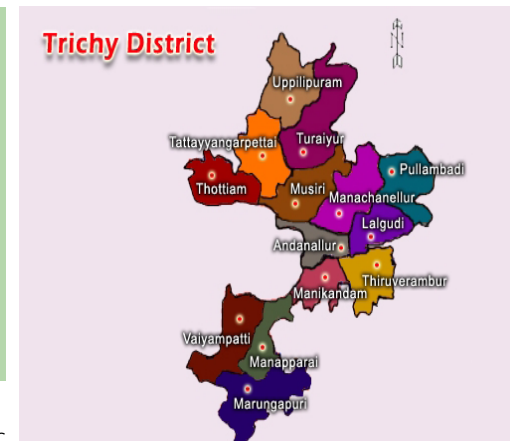 Trichy District
Uppilipuram
Tattayyangarpettai
Turaiyur
Pullambadi
Thottiam
Musiri
Manachanellur
Lalgudi
Andanallur
Thiruverambur
Manikandam
Vaiyampatti
Manapparai
Marungapuri